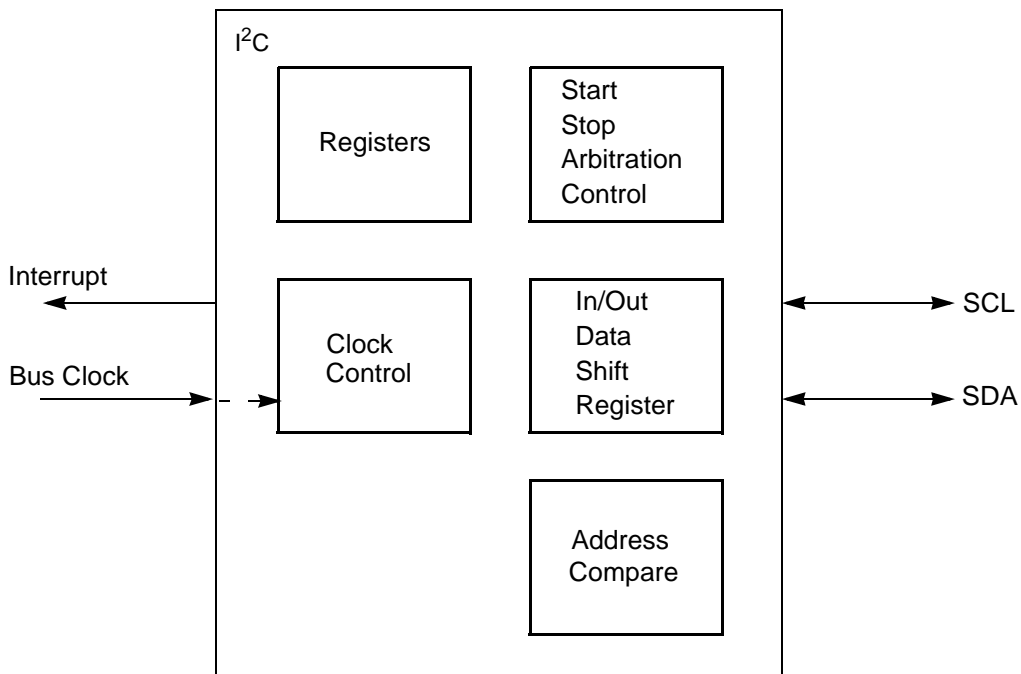 I²C
Registers
Start
Stop
Arbitration
Control
Interrupt
Bus Clock
Clock
Control
In/Out
Data
Shift
Register
SCL
SDA
Address
Compare